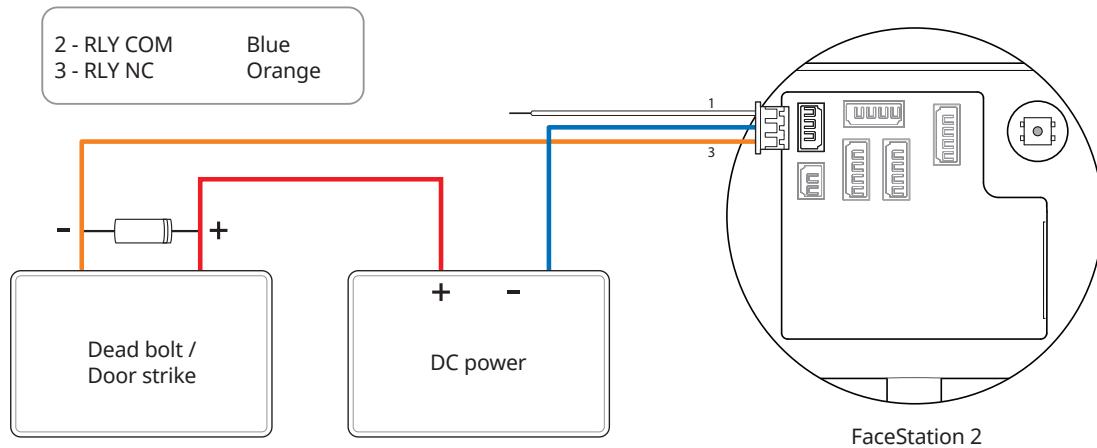 2 - RLY COM Blue
3 - RLY NC Orange
1
3
- +
+ -
Dead bolt /
Door strike
DC power
FaceStation 2